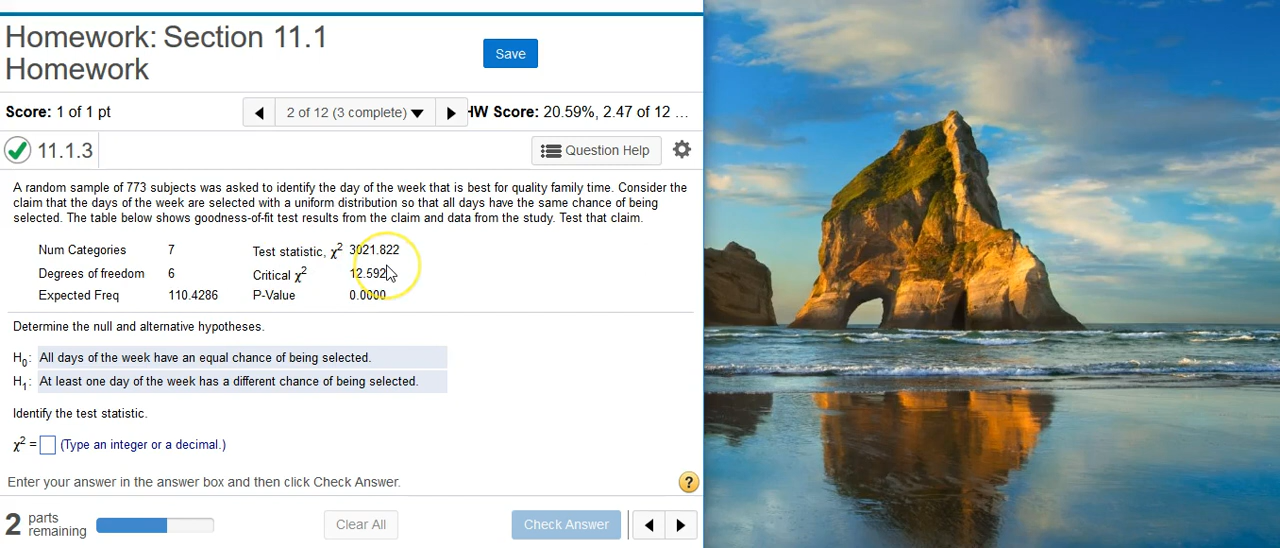 Homework: Section 11.1
Homework
Save
Score: 1 of 1 pt
2 of 12 (3 complete)
HW Score: 20.59%, 2.47 of 12 ...
11.1.3
Question Help
A random sample of 773 subjects was asked to identify the day of the week that is best for quality family time. Consider the
claim that the days of the week are selected with a uniform distribution so that all days have the same chance of being
selected. The table below shows goodness-of-fit test results from the claim and data from the study. Test that claim.
Num Categories 7 Test statistic, χ² 3021.822
Degrees of freedom 6 Critical χ² 12.592
Expected Freq 110.4286 P-Value 0.0000
Determine the null and alternative hypotheses.
H₀: All days of the week have an equal chance of being selected.
H₁: At least one day of the week has a different chance of being selected.
Identify the test statistic.
χ² = (Type an integer or a decimal.)
Enter your answer in the answer box and then click Check Answer.
?
2 parts
remaining
Clear All
Check Answer